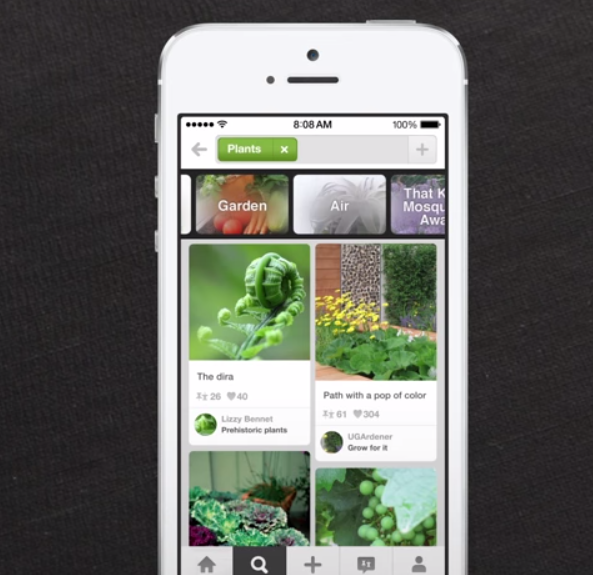 8:08 AM 100%
Plants ×
Garden
Air
That K
Mosqu
Awa
The dira
26 40
Lizzy Bennet
Prehistoric plants
Path with a pop of color
61 304
UGArdener
Grow for it